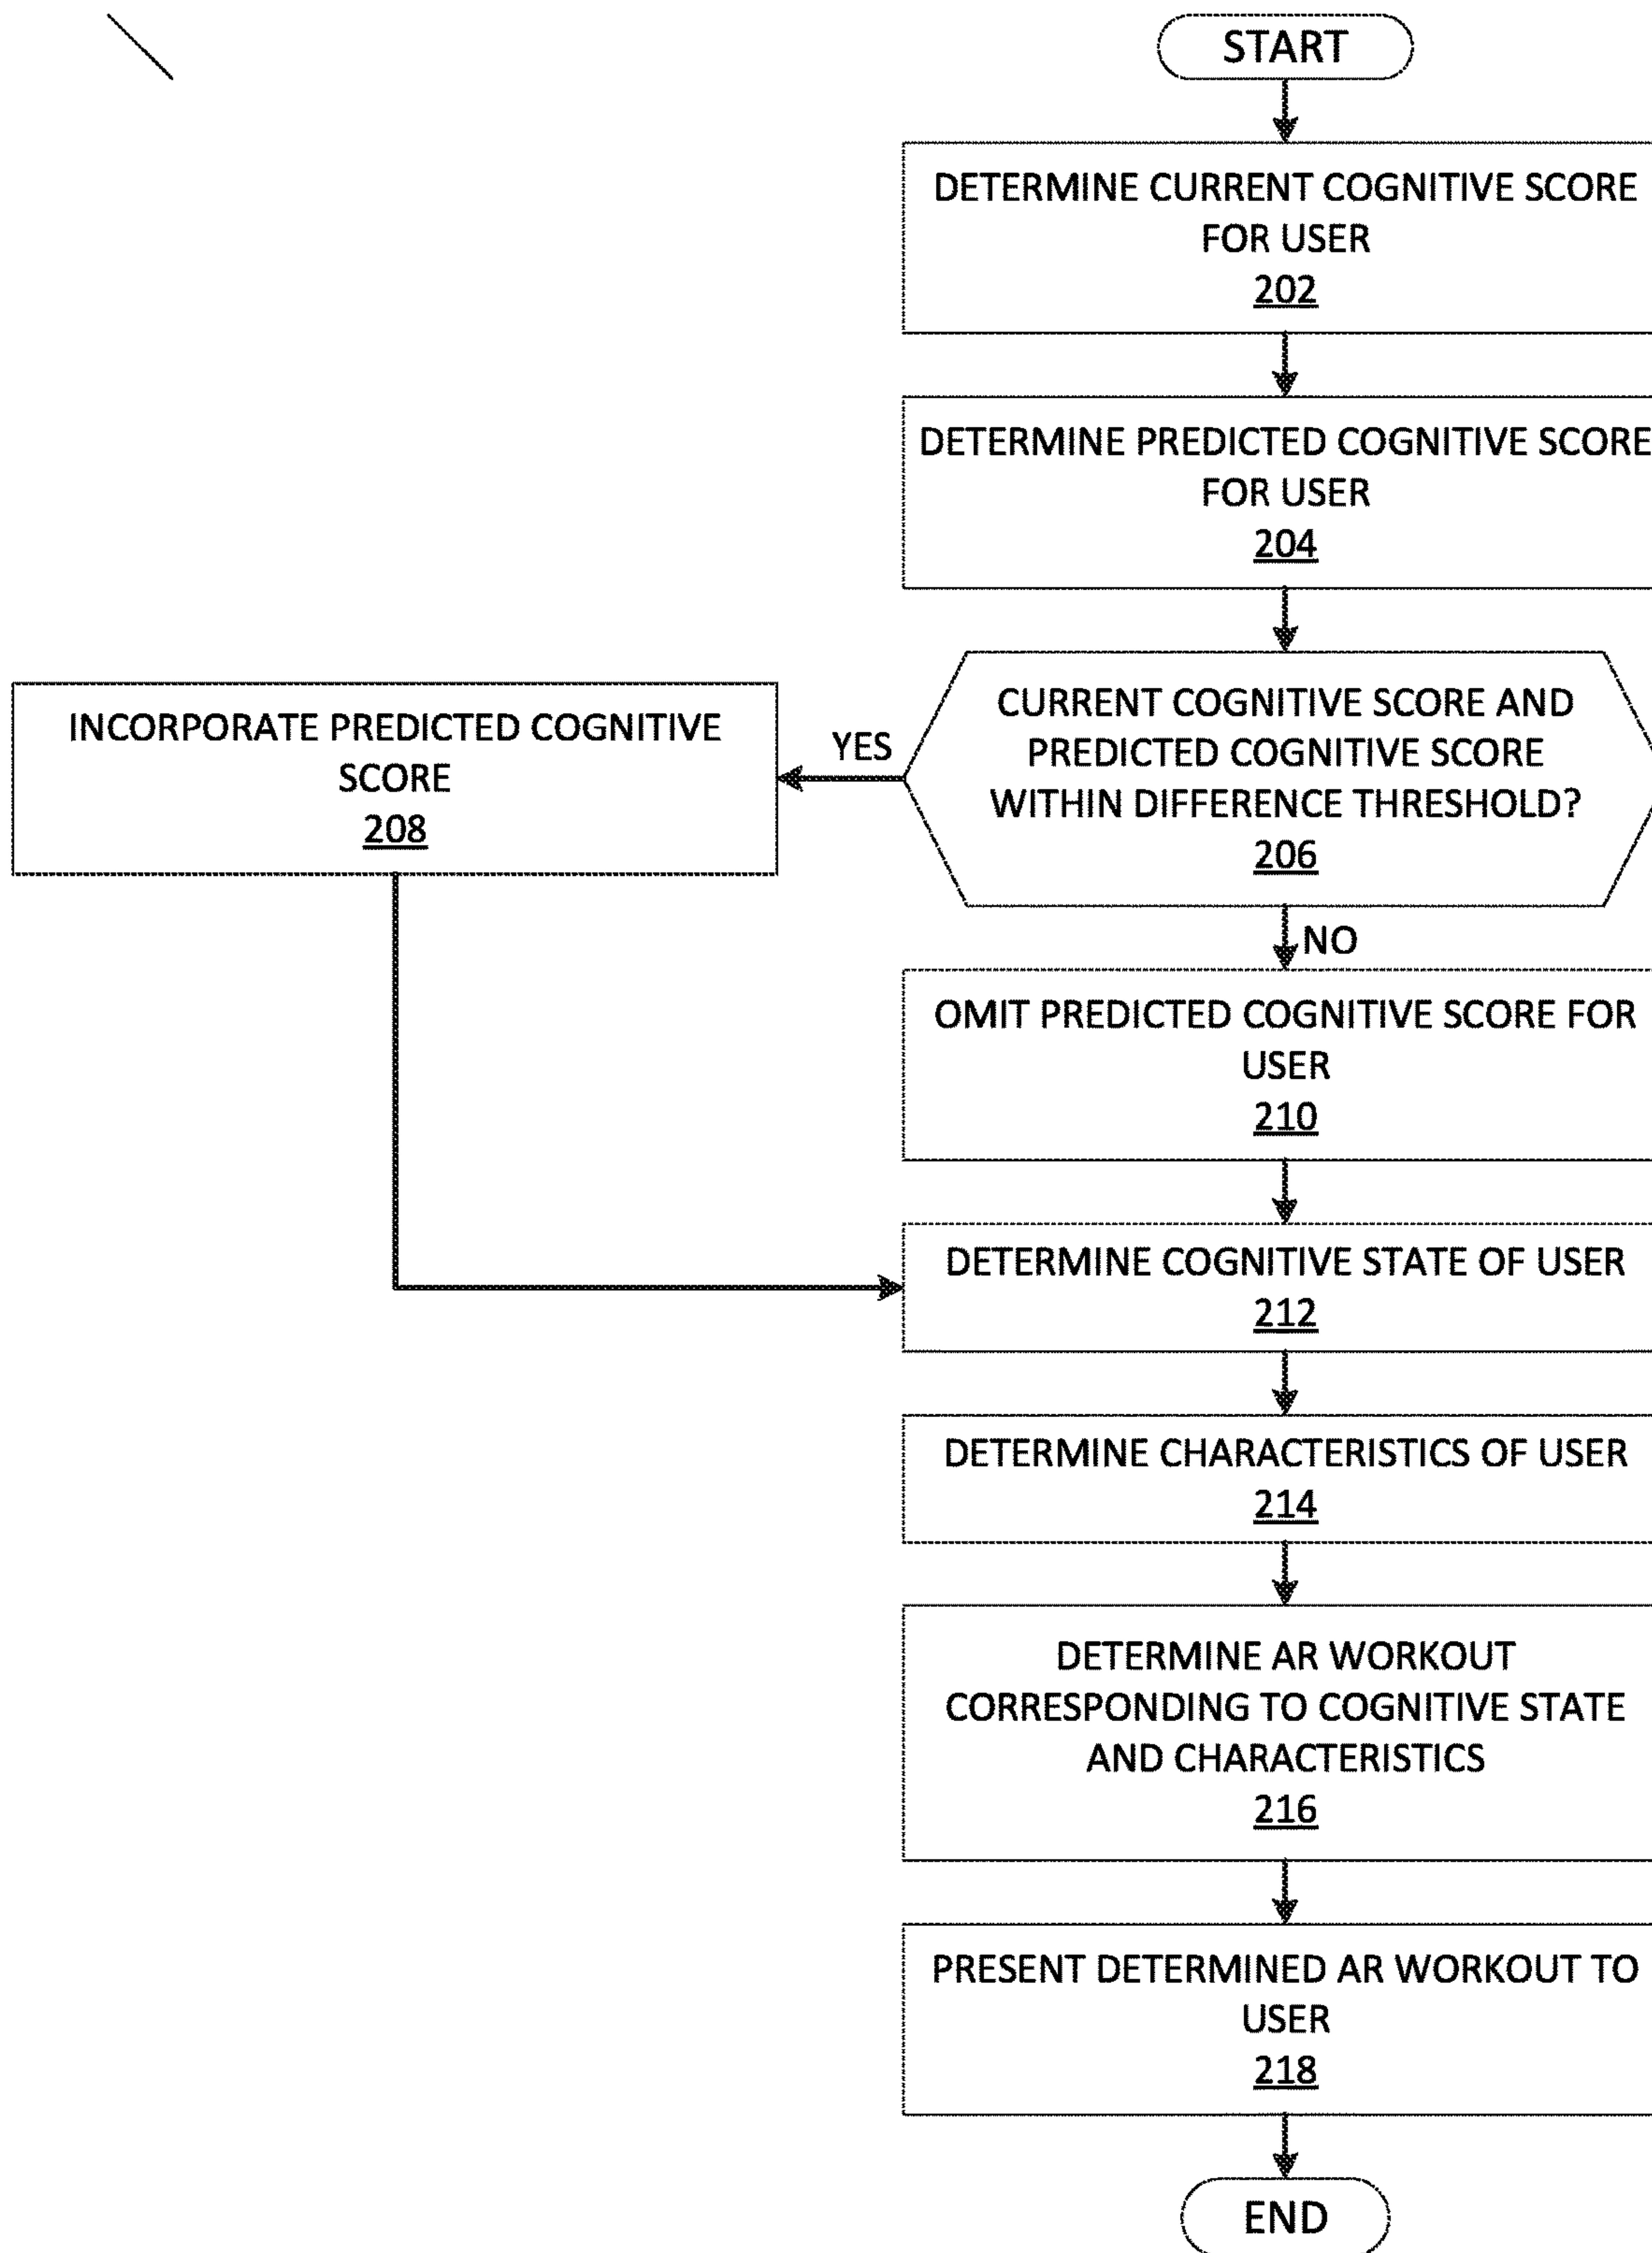 START
DETERMINE CURRENT COGNITIVE SCORE
FOR USER
202
DETERMINE PREDICTED COGNITIVE SCORE
FOR USER
204
CURRENT COGNITIVE SCORE AND
PREDICTED COGNITIVE SCORE
WITHIN DIFFERENCE THRESHOLD?
206
YES
INCORPORATE PREDICTED COGNITIVE
SCORE
208
NO
OMIT PREDICTED COGNITIVE SCORE FOR
USER
210
DETERMINE COGNITIVE STATE OF USER
212
DETERMINE CHARACTERISTICS OF USER
214
DETERMINE AR WORKOUT
CORRESPONDING TO COGNITIVE STATE
AND CHARACTERISTICS
216
PRESENT DETERMINED AR WORKOUT TO
USER
218
END